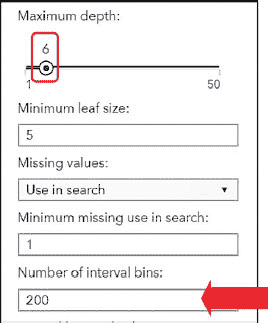 Maximum depth:
6
1 50
Minimum leaf size:
5
Missing values:
Use in search
Minimum missing use in search:
1
Number of interval bins:
200